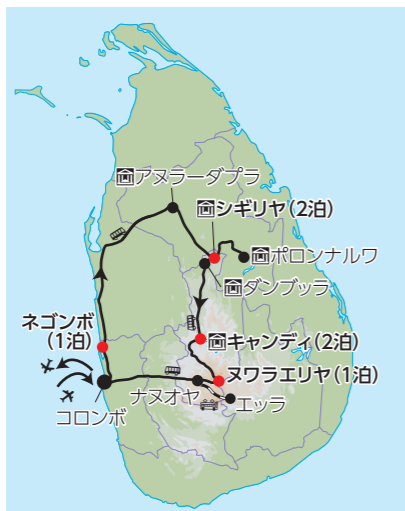 アヌラーダプラ
シギリヤ(2泊)
ポロンナルワ
ダンブッラ
ネゴンボ
(1泊)
キャンディ(2泊)
ヌワラエリヤ(1泊)
ナヌオヤ
エッラ
コロンボ